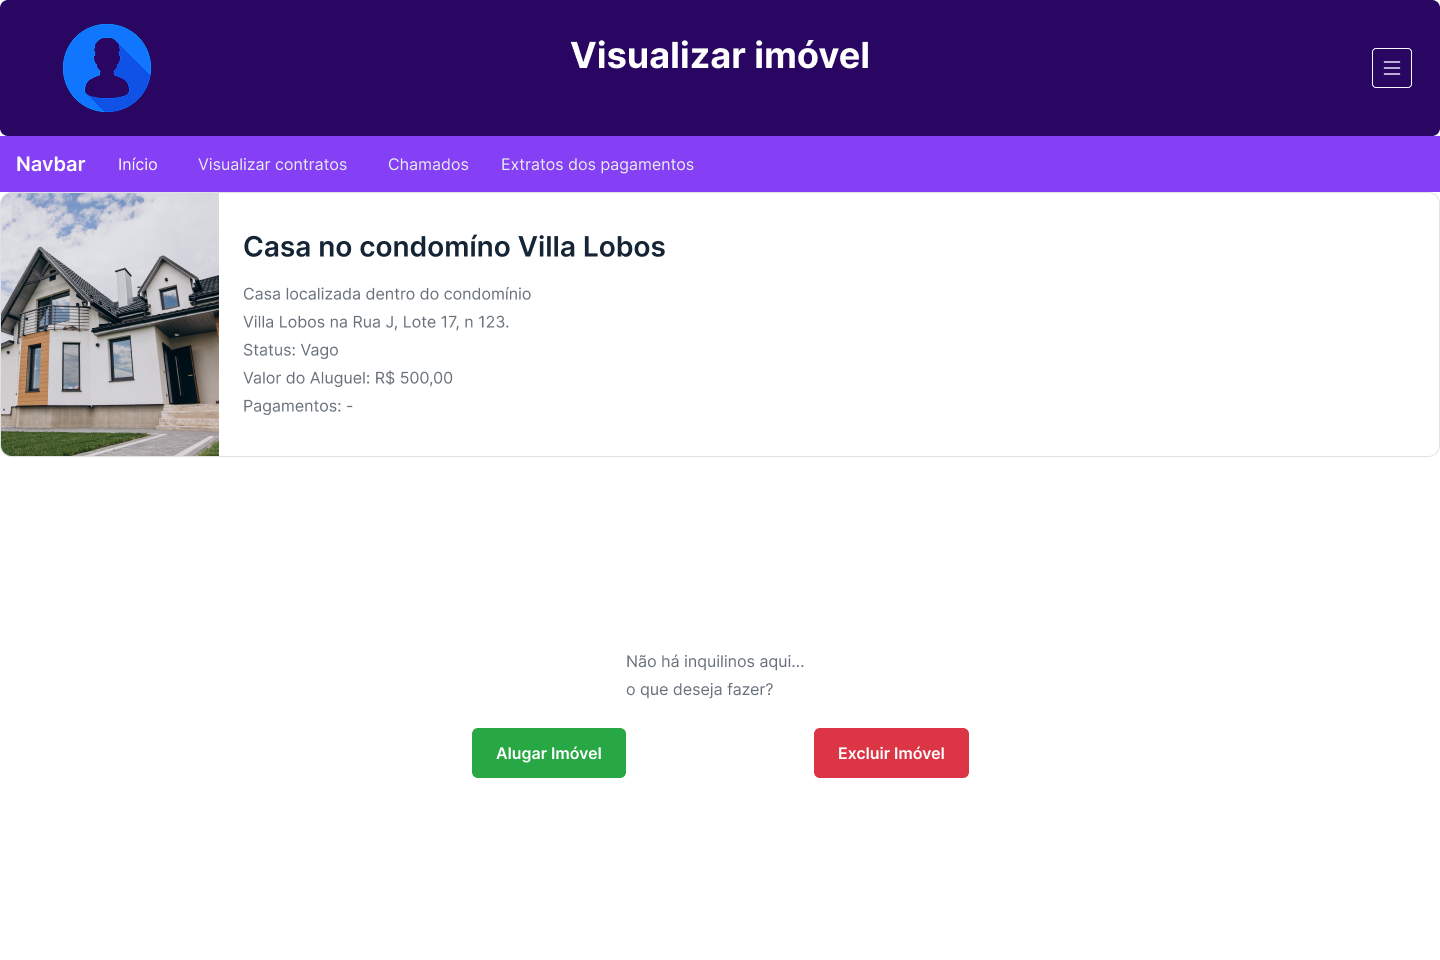 Visualizar imóvel
Navbar Início Visualizar contratos Chamados Extratos dos pagamentos
Casa no condomíno Villa Lobos
Casa localizada dentro do condomínio
Villa Lobos na Rua J, Lote 17, n 123.
Status: Vago
Valor do Aluguel: R$ 500,00
Pagamentos: -
Não há inquilinos aqui...
o que deseja fazer?
Alugar Imóvel Excluir Imóvel